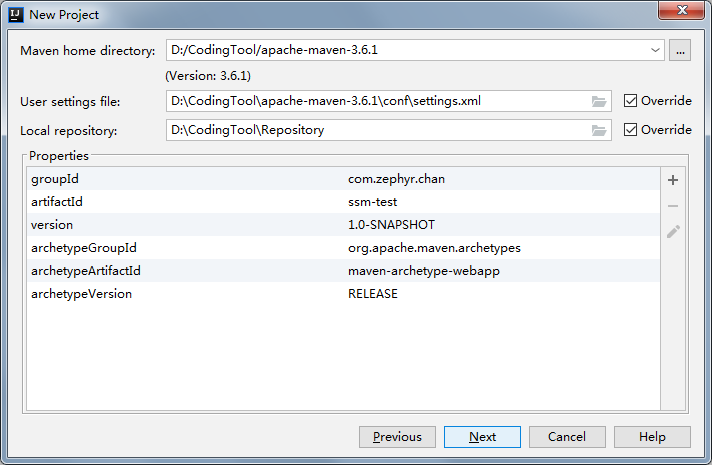 New Project
Maven home directory: D:/CodingTool/apache-maven-3.6.1 ...
(Version: 3.6.1)
User settings file: D:\CodingTool\apache-maven-3.6.1\conf\settings.xml Override
Local repository: D:\CodingTool\Repository Override
Properties
groupId com.zephyr.chan
artifactId ssm-test
version 1.0-SNAPSHOT
archetypeGroupId org.apache.maven.archetypes
archetypeArtifactId maven-archetype-webapp
archetypeVersion RELEASE
Previous Next Cancel Help